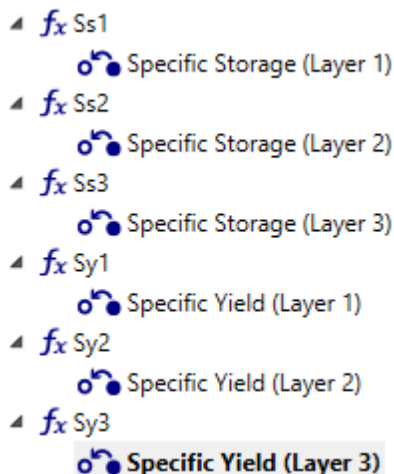 fx Ss1
Specific Storage (Layer 1)
fx Ss2
Specific Storage (Layer 2)
fx Ss3
Specific Storage (Layer 3)
fx Sy1
Specific Yield (Layer 1)
fx Sy2
Specific Yield (Layer 2)
fx Sy3
Specific Yield (Layer 3)